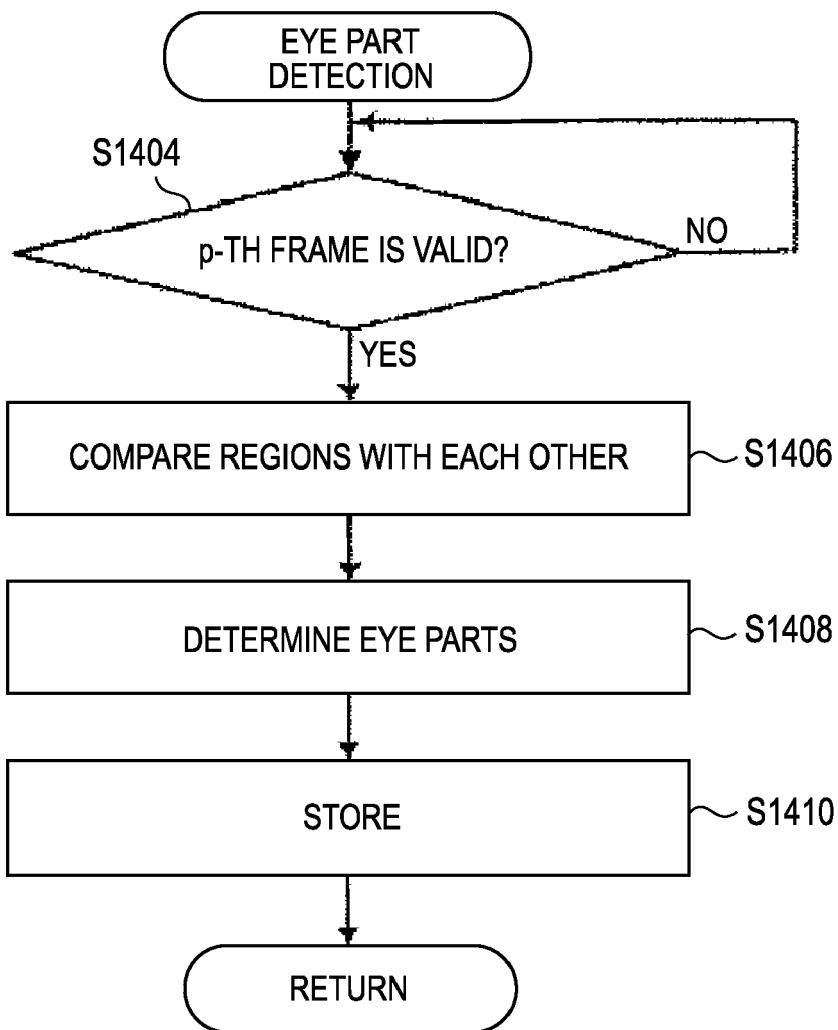 EYE PART
DETECTION
S1404
p-TH FRAME IS VALID?
NO
YES
COMPARE REGIONS WITH EACH OTHER
S1406
DETERMINE EYE PARTS
S1408
STORE
S1410
RETURN